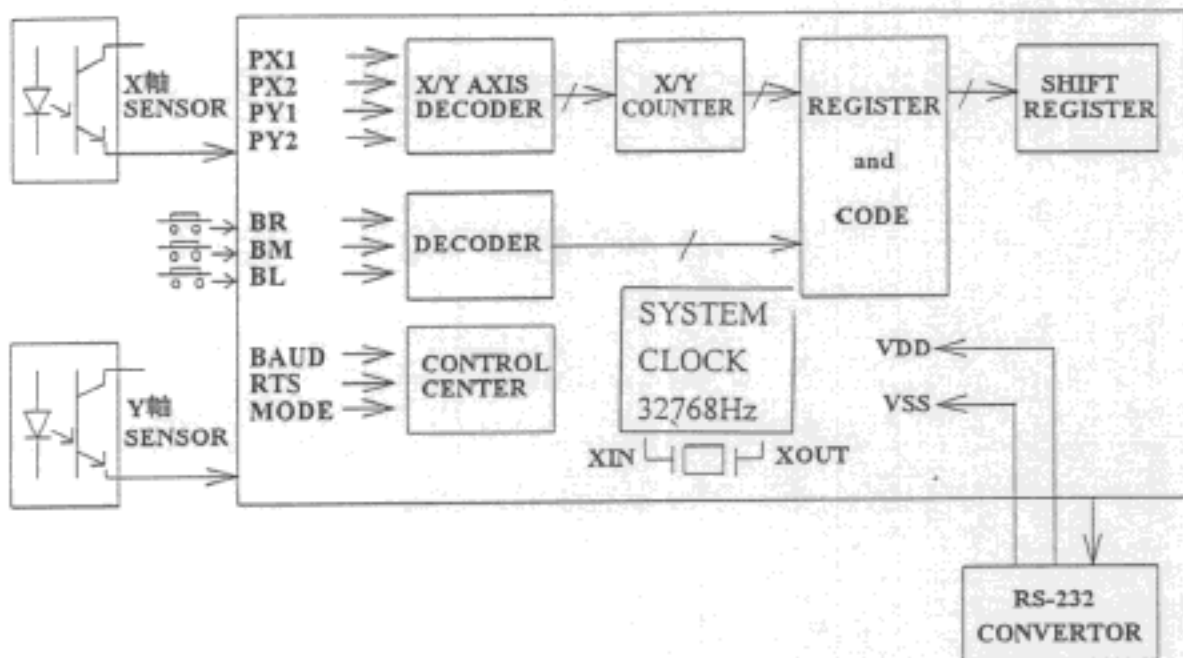 X軸
SENSOR
PX1
PX2
PY1
PY2
X/Y AXIS
DECODER
X/Y
COUNTER
REGISTER
and
CODE
SHIFT
REGISTER
BR
BM
BL
DECODER
Y軸
SENSOR
BAUD
RTS
MODE
CONTROL
CENTER
SYSTEM
CLOCK
32768Hz
XIN
XOUT
VDD
VSS
RS-232
CONVERTOR